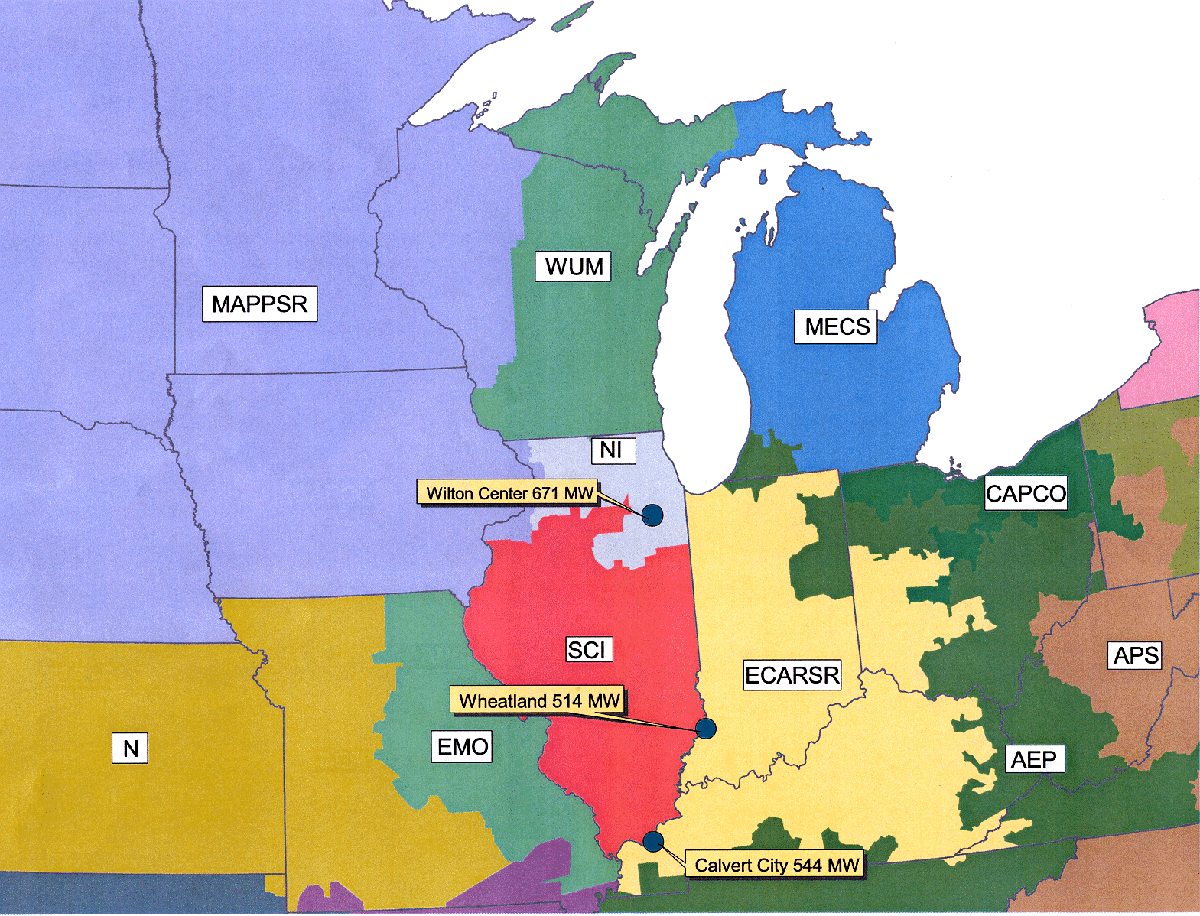 WUM
MAPPSR
MECS
NI
Wilton Center 671 MW
CAPCO
SCI
APS
ECARSR
Wheatland 514 MW
N
EMO
AEP
Calvert City 544 MW